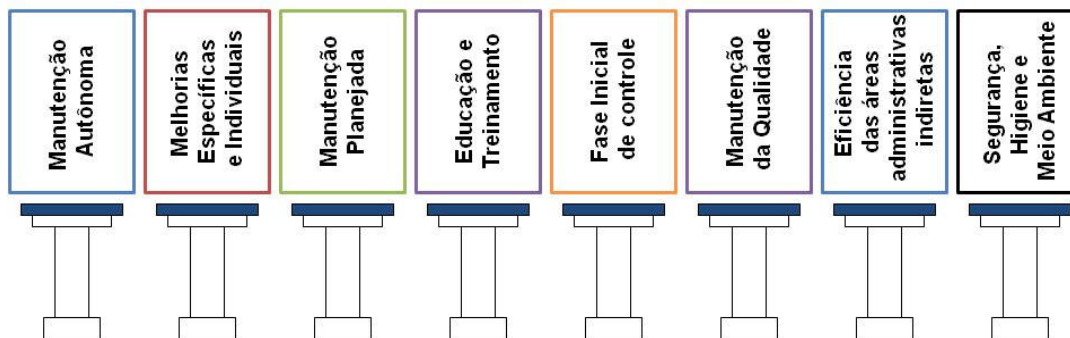 Manutenção
Autônoma
Melhorias
Específicas
e Individuais
Manutenção
Planejada
Educação e
Treinamento
Fase Inicial
de controle
Manutenção
da Qualidade
Eficiência
das áreas
administrativas
indiretas
Segurança,
Higiene e
Meio Ambiente